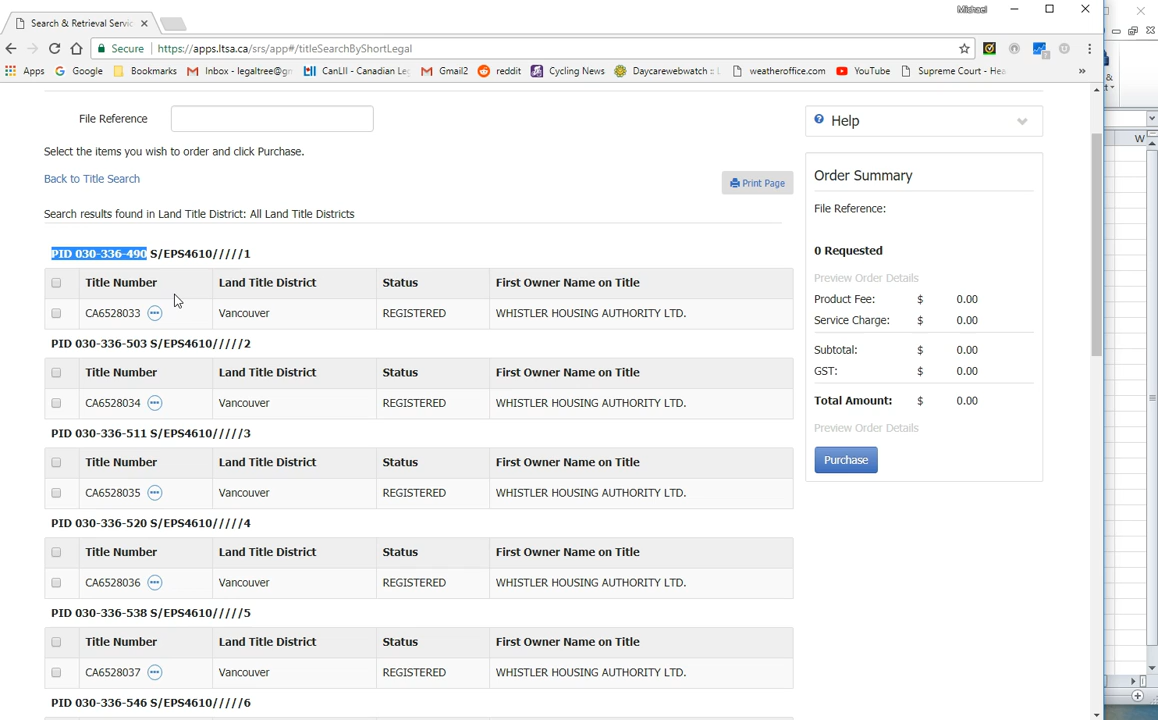 Michael
Search & Retrieval Servic
Secure https://apps.ltsa.ca/srs/app#/titleSearchByShortLegal
Apps Google Bookmarks Inbox - legaltree@gm CanLII - Canadian Leg Gmail2 reddit Cycling News Daycarewebwatch :: weatheroffice.com YouTube Supreme Court - Hea »
File Reference
Select the items you wish to order and click Purchase.
Back to Title Search
Print Page
Search results found in Land Title District: All Land Title Districts
PID 030-336-490 S/EPS4610/////1
Title Number Land Title District Status First Owner Name on Title
CA6528033 Vancouver REGISTERED WHISTLER HOUSING AUTHORITY LTD.
PID 030-336-503 S/EPS4610/////2
Title Number Land Title District Status First Owner Name on Title
CA6528034 Vancouver REGISTERED WHISTLER HOUSING AUTHORITY LTD.
PID 030-336-511 S/EPS4610/////3
Title Number Land Title District Status First Owner Name on Title
CA6528035 Vancouver REGISTERED WHISTLER HOUSING AUTHORITY LTD.
PID 030-336-520 S/EPS4610/////4
Title Number Land Title District Status First Owner Name on Title
CA6528036 Vancouver REGISTERED WHISTLER HOUSING AUTHORITY LTD.
PID 030-336-538 S/EPS4610/////5
Title Number Land Title District Status First Owner Name on Title
CA6528037 Vancouver REGISTERED WHISTLER HOUSING AUTHORITY LTD.
PID 030-336-546 S/EPS4610/////6
Help
Order Summary
File Reference:
0 Requested
Preview Order Details
Product Fee: $ 0.00
Service Charge: $ 0.00
Subtotal: $ 0.00
GST: $ 0.00
Total Amount: $ 0.00
Preview Order Details
Purchase
&
W